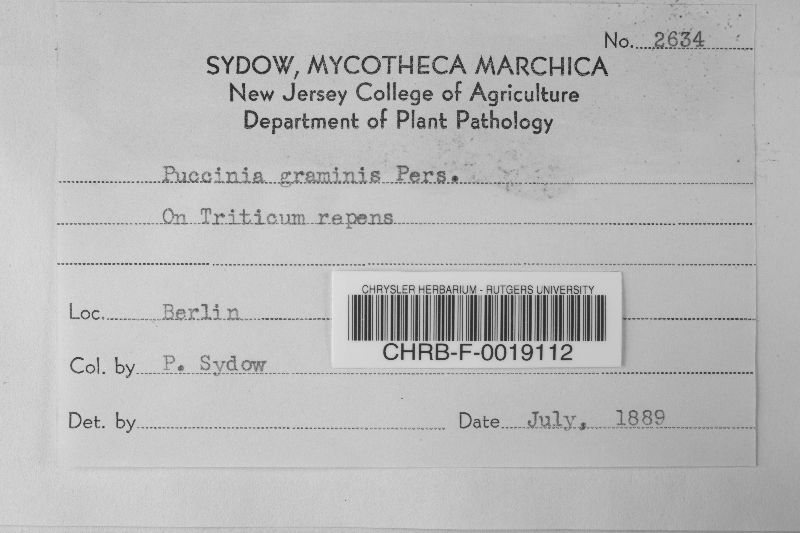 No. 2634
SYDOW, MYCOTHECA MARCHICA
New Jersey College of Agriculture
Department of Plant Pathology
Puccinia graminis Pers.
On Triticum repens
Loc. Berlin
CHRYSLER HERBARIUM - RUTGERS UNIVERSITY
CHRB-F-0019112
Col. by P. Sydow
Det. by
Date July, 1889